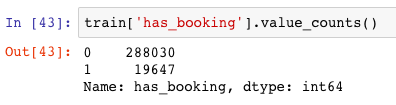 In [43]: train['has_booking'].value_counts()
Out[43]: 0    288030
1     19647
Name: has_booking, dtype: int64